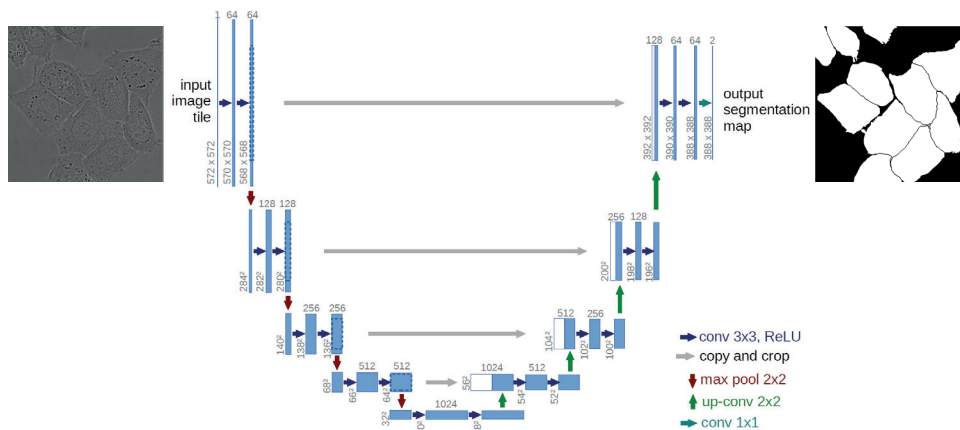 1 64 64
128 64 64 2
input
image
tile
output
segmentation
map
572 x 572
570 x 570
568 x 568
392 x 392
390 x 390
388 x 388
388 x 388
128 128
256 128
284²
282²
280²
200²
198²
196²
256 256
512 256
140²
138²
136²
104²
102²
100²
512 512
1024 512
68²
66²
64²
56²
54²
52²
1024
32²
0²
8²
conv 3x3, ReLU
copy and crop
max pool 2x2
up-conv 2x2
conv 1x1